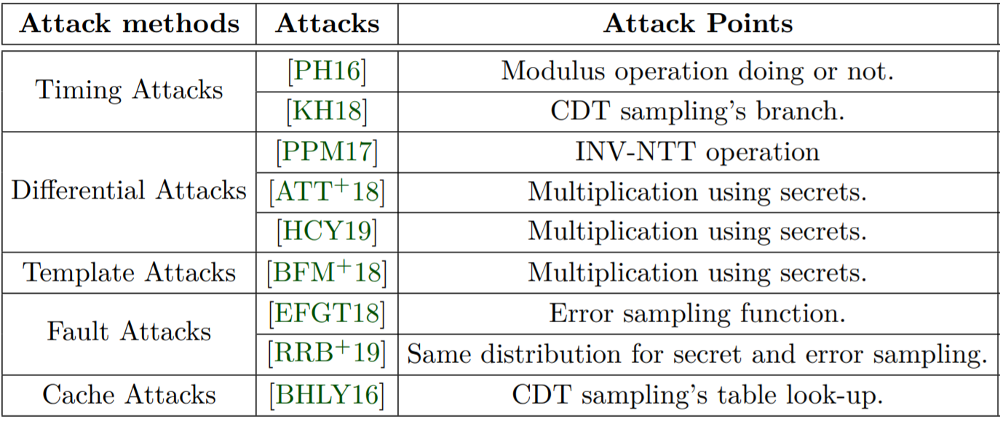 Attack methods Attacks Attack Points
Timing Attacks [PH16] Modulus operation doing or not.
[KH18] CDT sampling's branch.
Differential Attacks [PPM17] INV-NTT operation
[ATT+18] Multiplication using secrets.
[HCY19] Multiplication using secrets.
Template Attacks [BFM+18] Multiplication using secrets.
Fault Attacks [EFGT18] Error sampling function.
[RRB+19] Same distribution for secret and error sampling.
Cache Attacks [BHLY16] CDT sampling's table look-up.